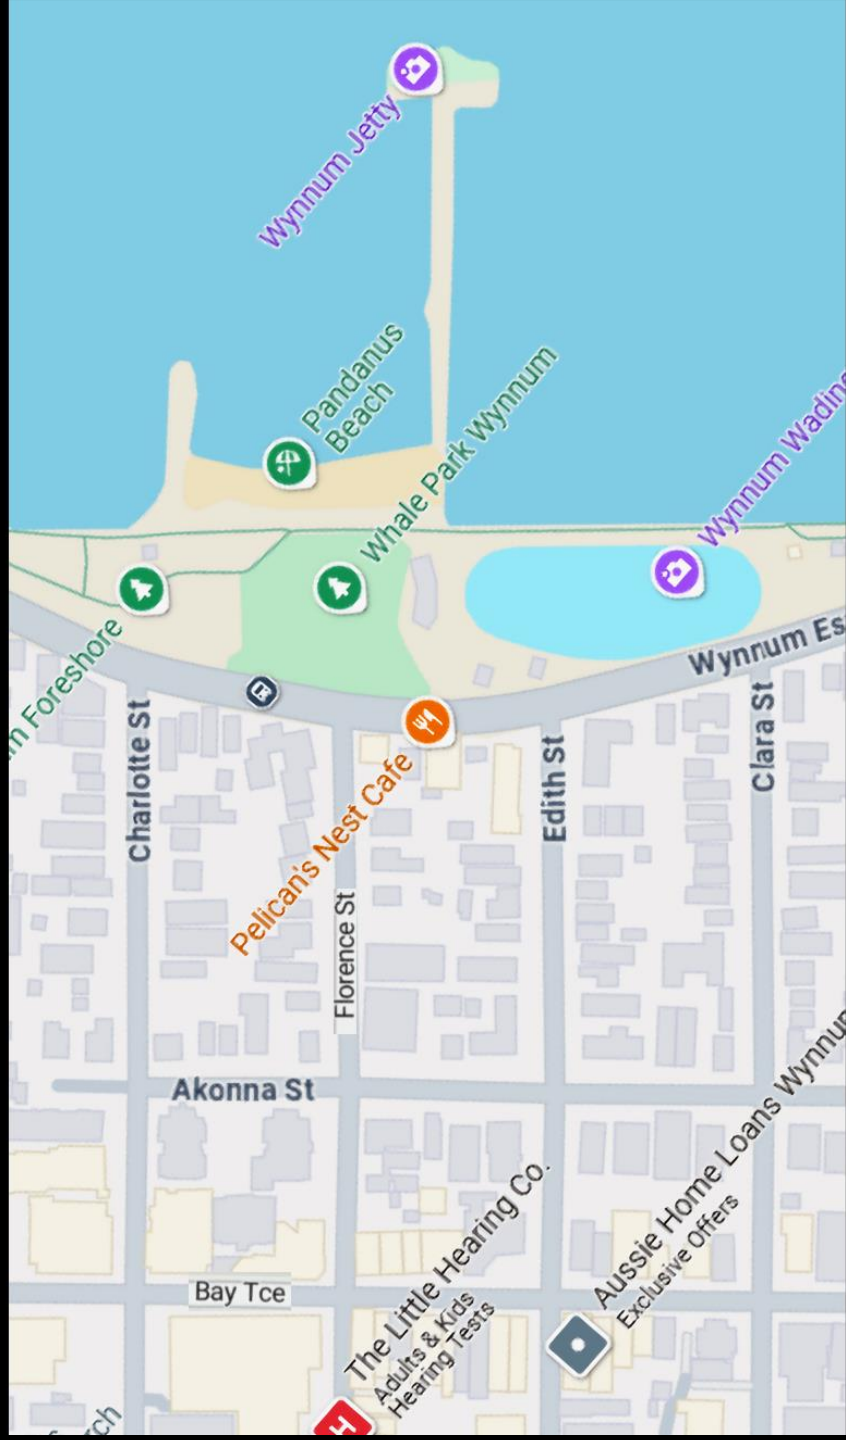 Wynnum Jetty
Pandanus
Beach
Whale Park Wynnum
Wynnum Wading
m Foreshore
Wynnum Es
Charlotte St
Pelican's Nest Cafe
Edith St
Clara St
Florence St
Akonna St
Aussie Home Loans Wynnum
Exclusive Offers
The Little Hearing Co.
Adults & Kids
Hearing Tests
Bay Tce
H